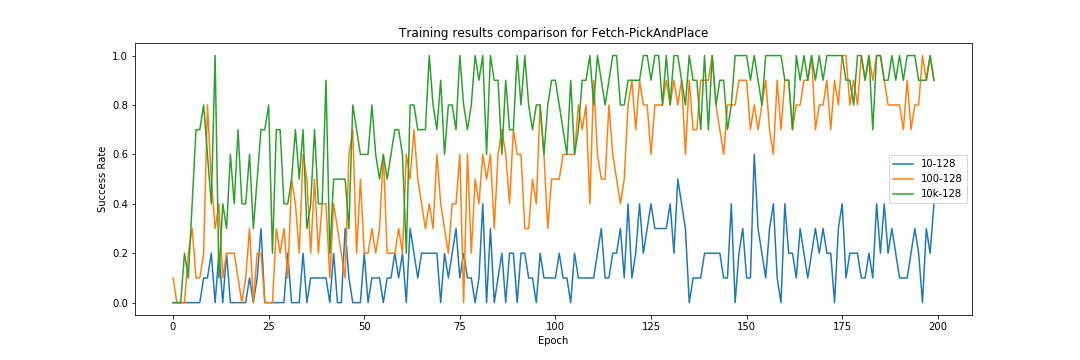 Training results comparison for Fetch-PickAndPlace
1.0
0.8
0.6
0.4
0.2
0.0
Success Rate
10-128
100-128
10k-128
0 25 50 75 100 125 150 175 200
Epoch